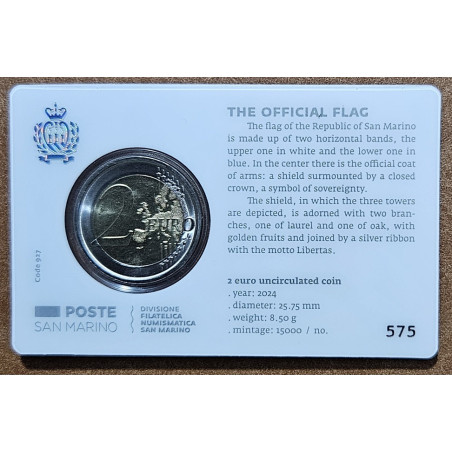 THE OFFICIAL FLAG
The flag of the Republic of San Marino
is made up of two horizontal bands, the
upper one in white and the lower one in
blue. In the center there is the official coat
of arms: a shield surmounted by a closed
crown, a symbol of sovereignty.
The shield, in which the three towers
are depicted, is adorned with two bran-
ches, one of laurel and one of oak, with
golden fruits and joined by a silver ribbon
with the motto Libertas.
2 euro uncirculated coin
. year: 2024
. diameter: 25.75 mm
. weight: 8.50 g
. mintage: 15000 / no. 575
2 EURO
Code 927
POSTE
SAN MARINO
DIVISIONE
FILATELICA
NUMISMATICA
SAN MARINO